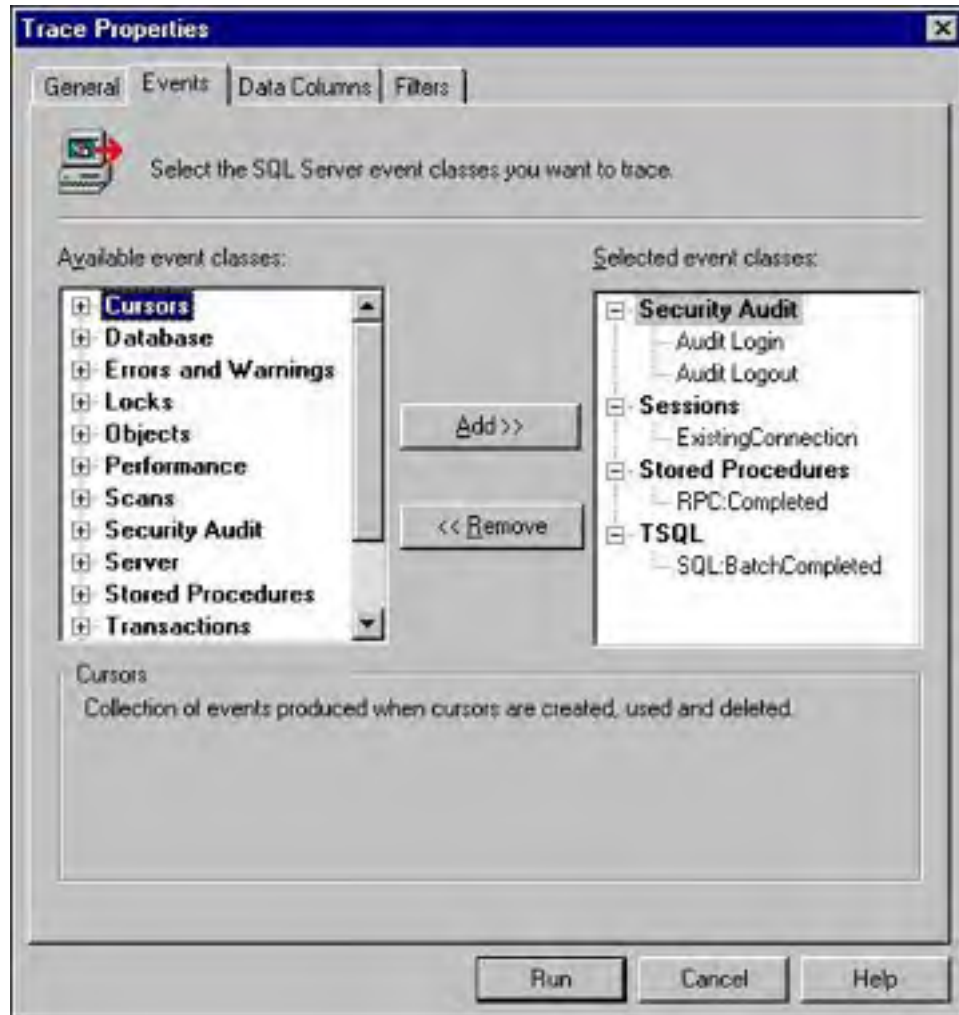 Trace Properties
General Events Data Columns Filters
Select the SQL Server event classes you want to trace.
Available event classes:
Cursors
Database
Errors and Warnings
Locks
Objects
Performance
Scans
Security Audit
Server
Stored Procedures
Transactions
Add >>
<< Remove
Selected event classes:
Security Audit
Audit Login
Audit Logout
Sessions
ExistingConnection
Stored Procedures
RPC:Completed
TSQL
SQL:BatchCompleted
Cursors
Collection of events produced when cursors are created, used and deleted.
Run Cancel Help